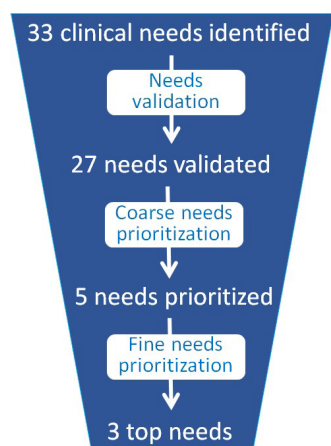 33 clinical needs identified
Needs
validation
27 needs validated
Coarse needs
prioritization
5 needs prioritized
Fine needs
prioritization
3 top needs